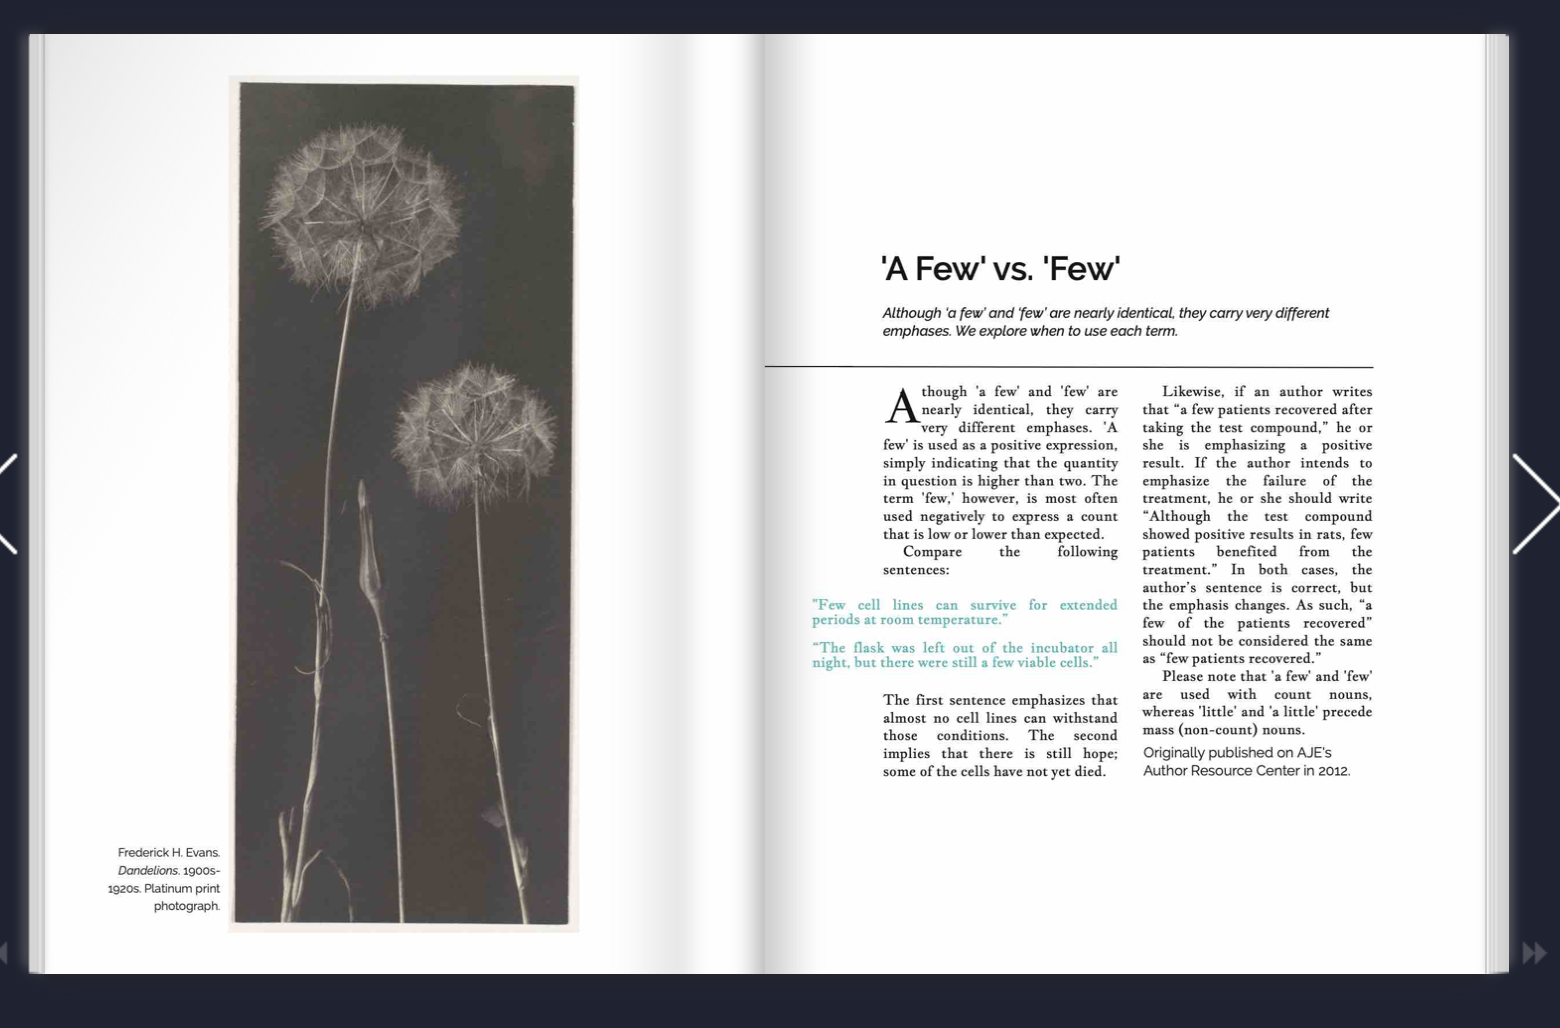 Frederick H. Evans.
Dandelions. 1900s-
1920s. Platinum print
photograph.
'A Few' vs. 'Few'
Although ‘a few’ and ‘few’ are nearly identical, they carry very different
emphases. We explore when to use each term.
Athough 'a few' and 'few' are
nearly identical, they carry
very different emphases. 'A
few' is used as a positive expression,
simply indicating that the quantity
in question is higher than two. The
term 'few,' however, is most often
used negatively to express a count
that is low or lower than expected.
Compare the following
sentences:
"Few cell lines can survive for extended
periods at room temperature.”
“The flask was left out of the incubator all
night, but there were still a few viable cells.”
The first sentence emphasizes that
almost no cell lines can withstand
those conditions. The second
implies that there is still hope;
some of the cells have not yet died.
Likewise, if an author writes
that “a few patients recovered after
taking the test compound,” he or
she is emphasizing a positive
result. If the author intends to
emphasize the failure of the
treatment, he or she should write
“Although the test compound
showed positive results in rats, few
patients benefited from the
treatment.” In both cases, the
author’s sentence is correct, but
the emphasis changes. As such, “a
few of the patients recovered”
should not be considered the same
as “few patients recovered.”
Please note that 'a few' and 'few'
are used with count nouns,
whereas 'little' and 'a little' precede
mass (non-count) nouns.
Originally published on AJE's
Author Resource Center in 2012.